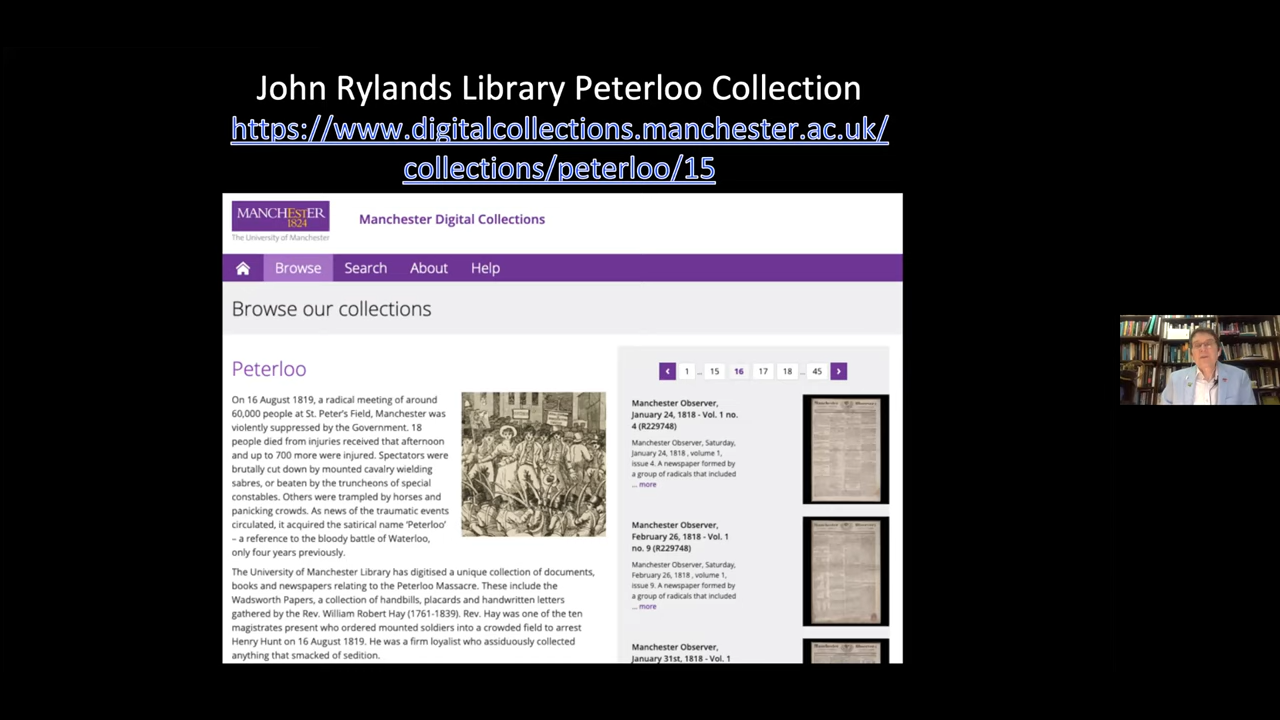 John Rylands Library Peterloo Collection
https://www.digitalcollections.manchester.ac.uk/
collections/peterloo/15
MANCHESTER
1824
The University of Manchester
Manchester Digital Collections
Browse
Search
About
Help
Browse our collections
Peterloo
On 16 August 1819, a radical meeting of around
60,000 people at St. Peter's Field, Manchester was
violently suppressed by the Government. 18
people died from injuries received that afternoon
and up to 700 more were injured. Spectators were
brutally cut down by mounted cavalry wielding
sabres, or beaten by the truncheons of special
constables. Others were trampled by horses and
panicking crowds. As news of the traumatic events
circulated, it acquired the satirical name 'Peterloo'
– a reference to the bloody battle of Waterloo,
only four years previously.
The University of Manchester Library has digitised a unique collection of documents,
books and newspapers relating to the Peterloo Massacre. These include the
Wadsworth Papers, a collection of handbills, placards and handwritten letters
gathered by the Rev. William Robert Hay (1761-1839). Rev. Hay was one of the ten
magistrates present who ordered mounted soldiers into a crowded field to arrest
Henry Hunt on 16 August 1819. He was a firm loyalist who assiduously collected
anything that smacked of sedition.
1 ... 15 16 17 18 ... 45
Manchester Observer,
January 24, 1818 - Vol. 1 no.
4 (R229748)
Manchester Observer, Saturday,
January 24, 1818 , volume 1,
issue 4. A newspaper formed by
a group of radicals that included
... more
Manchester Observer,
February 26, 1818 - Vol. 1
no. 9 (R229748)
Manchester Observer, Saturday,
February 26, 1818 , volume 1,
issue 9. A newspaper formed by
a group of radicals that included
... more
Manchester Observer,
January 31st, 1818 - Vol. 1